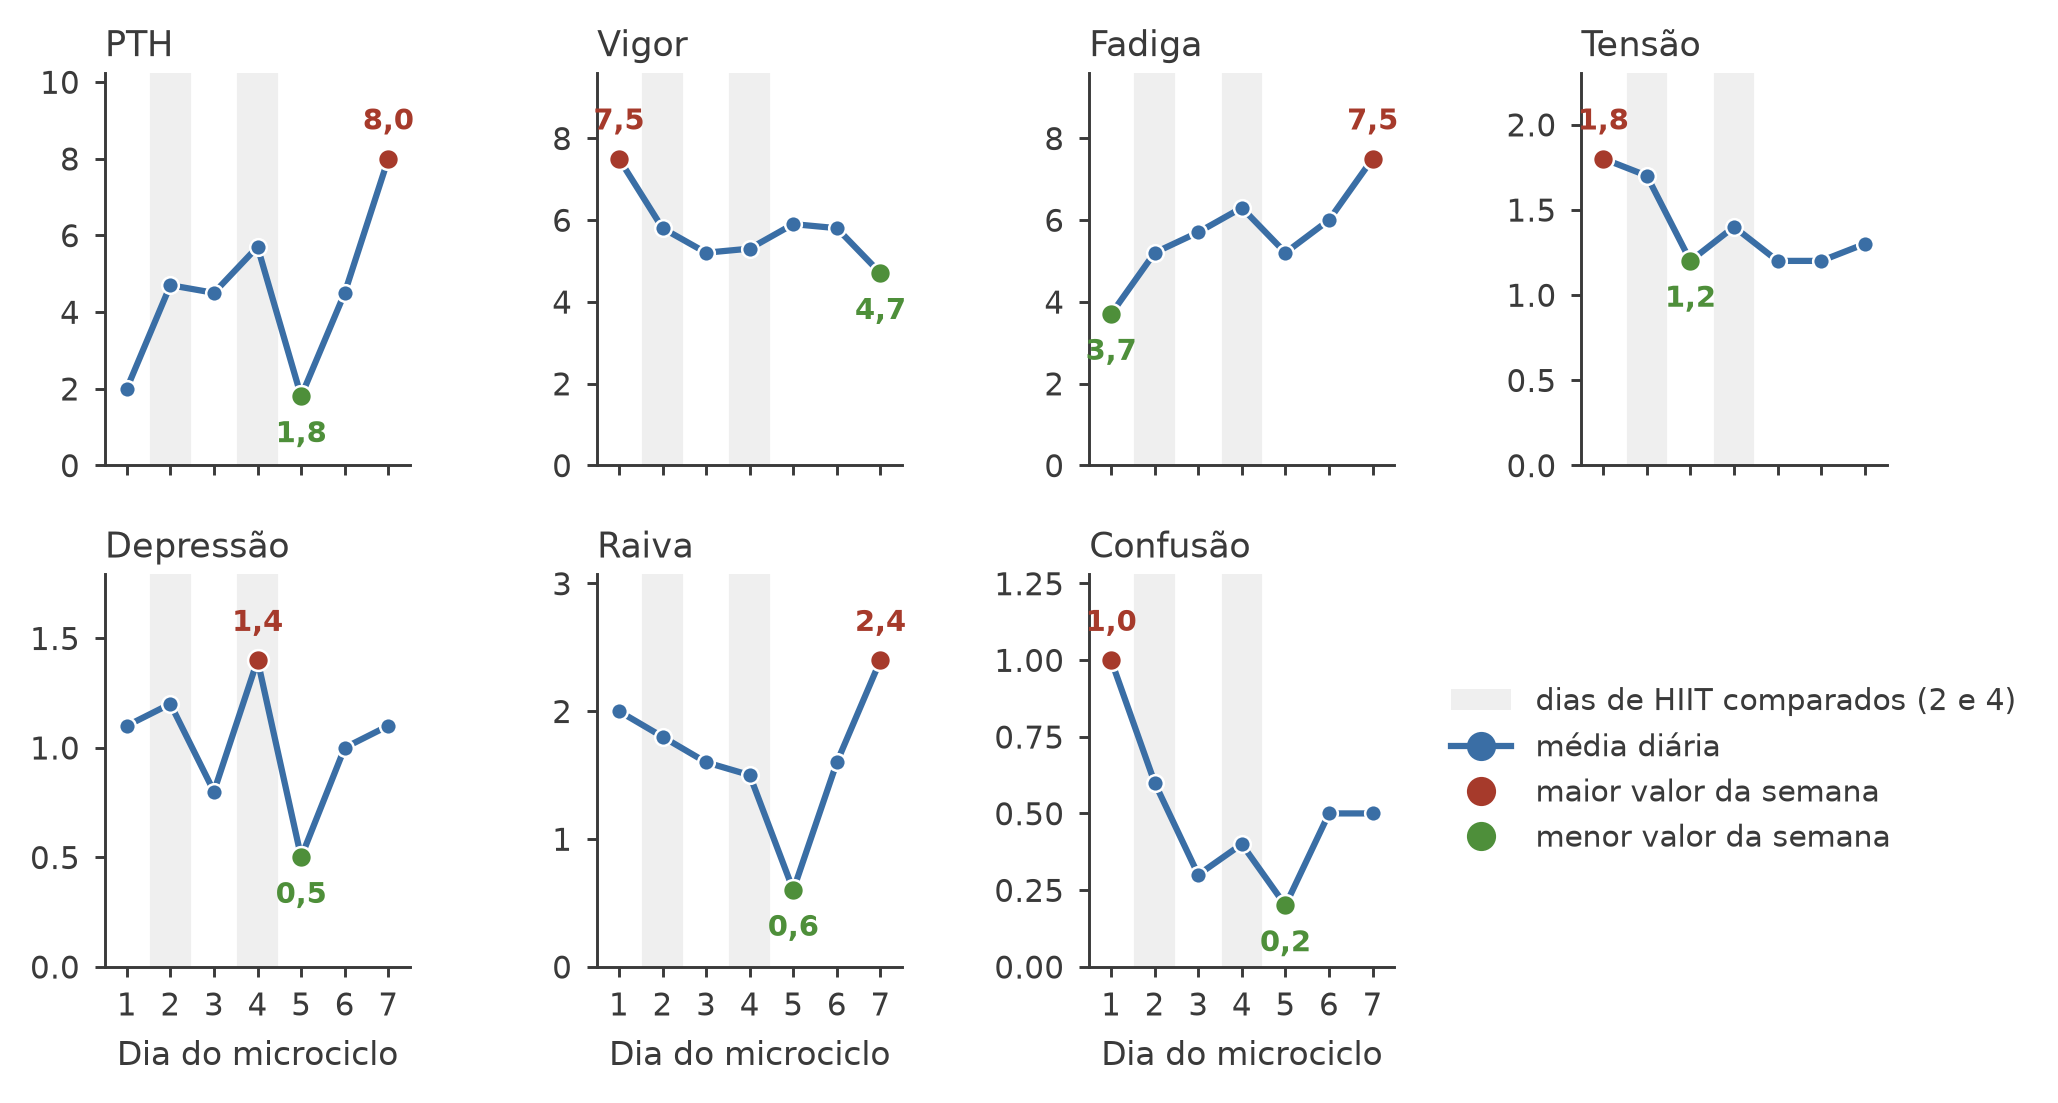 PTH
10
8
6
4
2
0
8,0
1,8
Vigor
8
6
4
2
0
7,5
4,7
Fadiga
8
6
4
2
0
3,7
7,5
Tensão
2.0
1.5
1.0
0.5
0.0
1,8
1,2
Depressão
1.5
1.0
0.5
0.0
1,4
0,5
1 2 3 4 5 6 7
Dia do microciclo
Raiva
3
2
1
0
2,4
0,6
1 2 3 4 5 6 7
Dia do microciclo
Confusão
1.25
1.00
0.75
0.50
0.25
0.00
1,0
0,2
1 2 3 4 5 6 7
Dia do microciclo
dias de HIIT comparados (2 e 4)
média diária
maior valor da semana
menor valor da semana